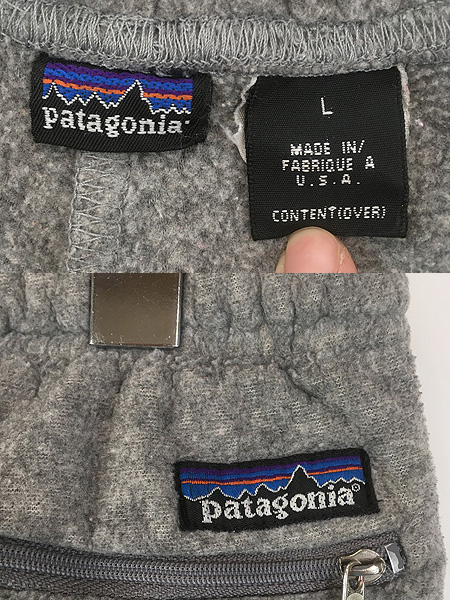 patagonia
L
MADE IN/
FABRIQUE A
U.S.A.
CONTENT(OVER)
patagonia®